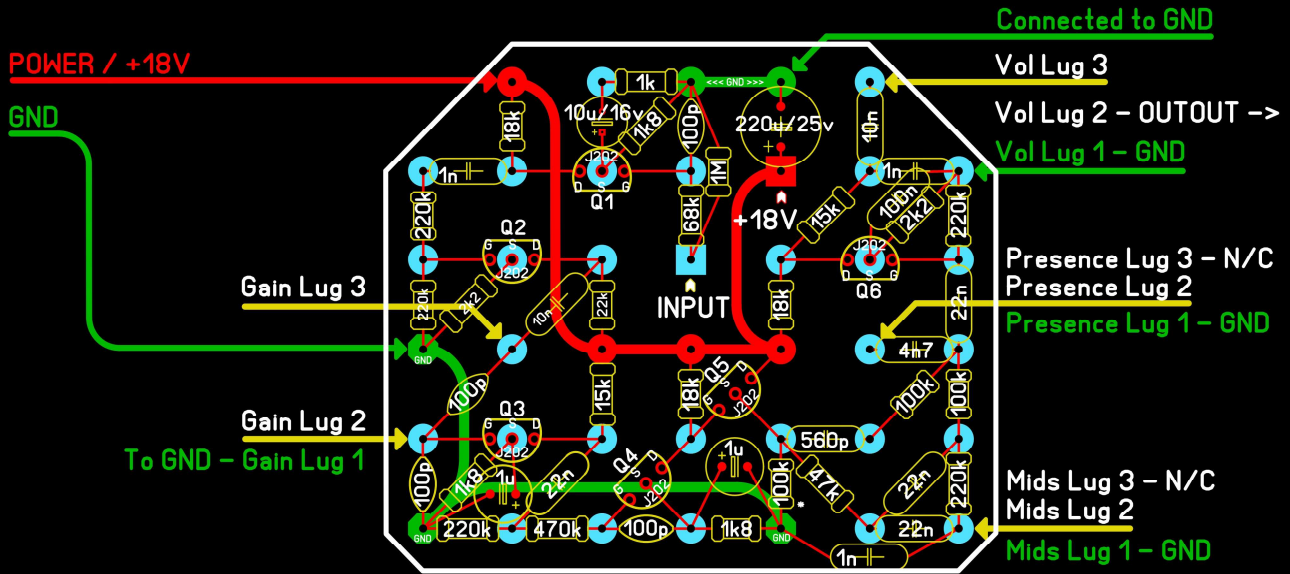 Connected to GND
POWER / +18V
Vol Lug 3
Vol Lug 2 - OUTOUT ->
GND
Vol Lug 1 - GND
1k
<<< GND >>>
10u/16v
18k
1k8
100p
220u/25v
+
10n
+
J202
D S G
Q1
1n
1M
1n
100n
2k2
220k
220k
68k
+18V
15k
Q2
G S D
J202
J202
D S G
Q6
Presence Lug 3 - N/C
Presence Lug 2
Presence Lug 1 - GND
Gain Lug 3
220k
2k2
10n
22k
INPUT
18k
22n
GND
4n7
Q5
G S D
J202
100p
15k
18k
100k
100k
Gain Lug 2
To GND - Gain Lug 1
Q3
G S D
J202
560p
100p
1k8
1u
+
22n
Q4
G S D
J202
+
1u
100k
47k
*
22n
220k
Mids Lug 3 - N/C
Mids Lug 2
Mids Lug 1 - GND
GND
220k
470k
100p
1k8
GND
22n
1n